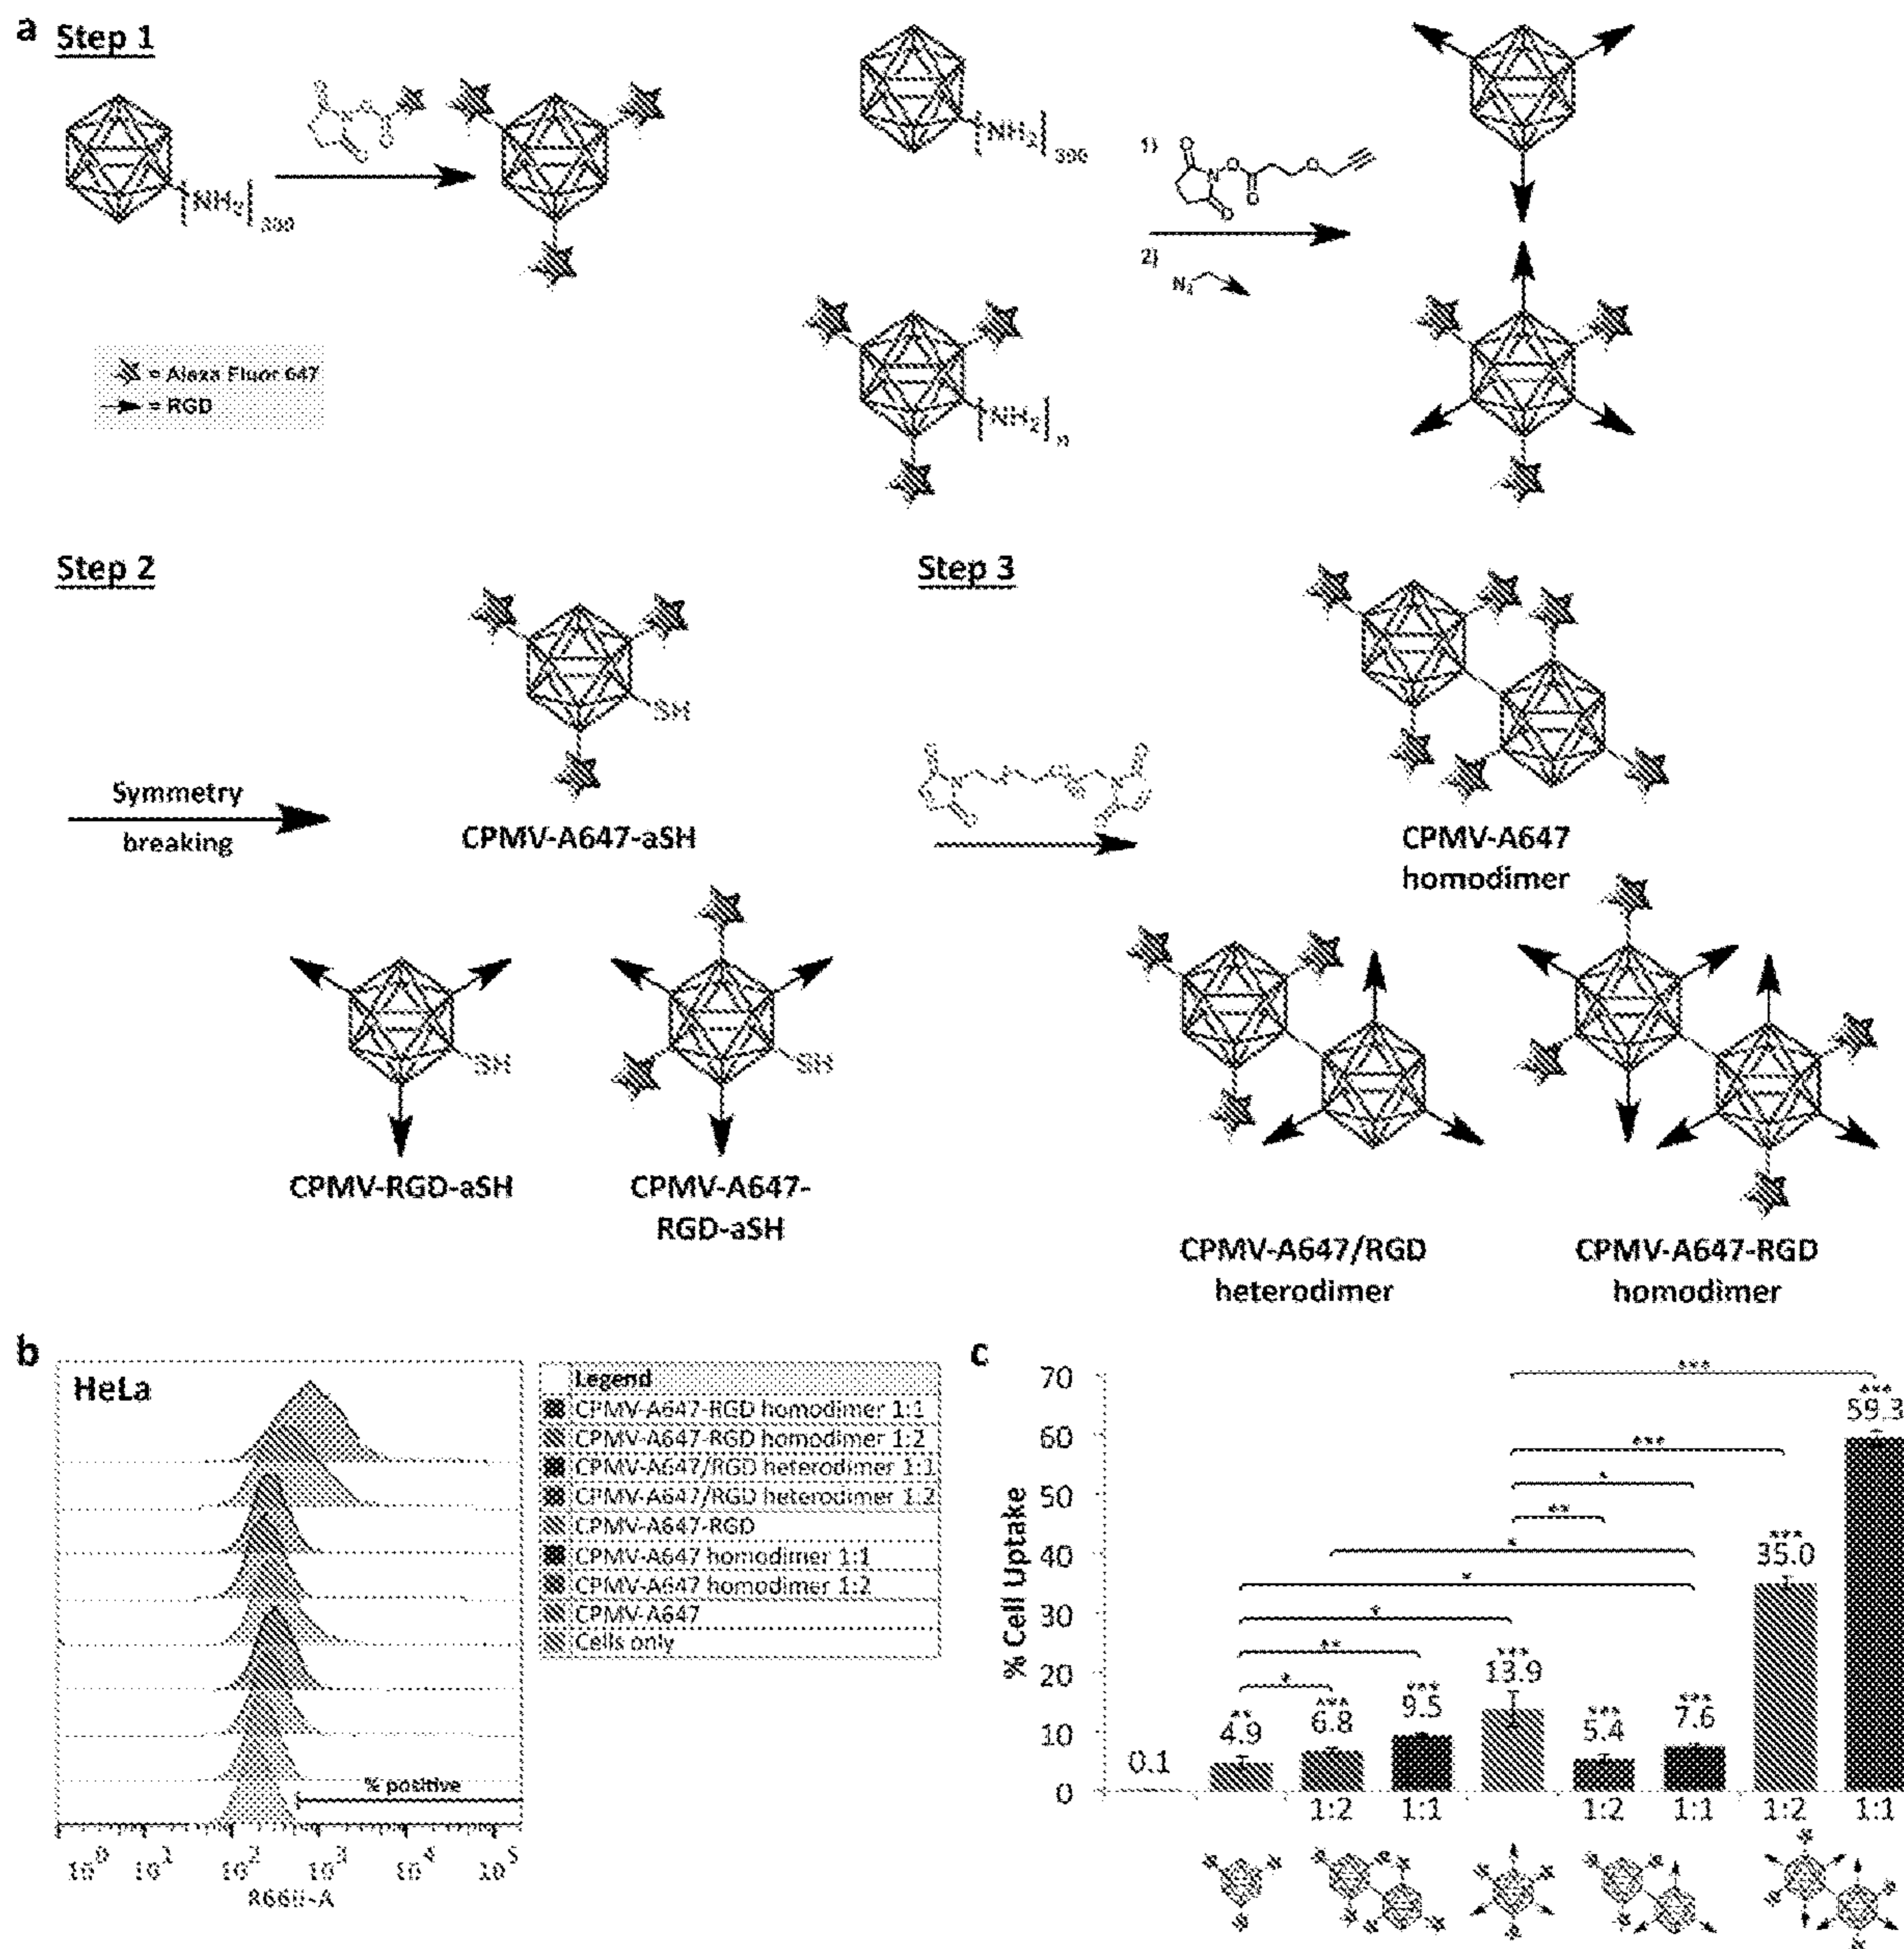 a Step 1
[NH2]300
[NH2]300
1)
2)
N3
[NH2]n
= Alexa Fluor 647
= RGD
Step 2
Symmetry
breaking
SH
CPMV-A647-aSH
SH
CPMV-RGD-aSH
SH
CPMV-A647-
RGD-aSH
Step 3
CPMV-A647
homodimer
CPMV-A647/RGD
heterodimer
CPMV-A647-RGD
homodimer
b
HeLa
% positive
10^0 10^1 10^2 10^3 10^4 10^5
Legend
CPMV-A647-RGD homodimer 1:1
CPMV-A647-RGD homodimer 1:2
CPMV-A647/RGD heterodimer 1:1
CPMV-A647/RGD heterodimer 1:2
CPMV-A647-RGD
CPMV-A647 homodimer 1:1
CPMV-A647 homodimer 1:2
CPMV-A647
Cells only
c
% Cell Uptake
70
60
50
40
30
20
10
0
***
***
*
**
*
*
*
**
*
0.1
** 4.9
*** 6.8
*** 9.5
*** 13.9
*** 5.4
*** 7.6
*** 35.0
*** 59.3
1:2 1:1 1:2 1:1 1:2 1:1